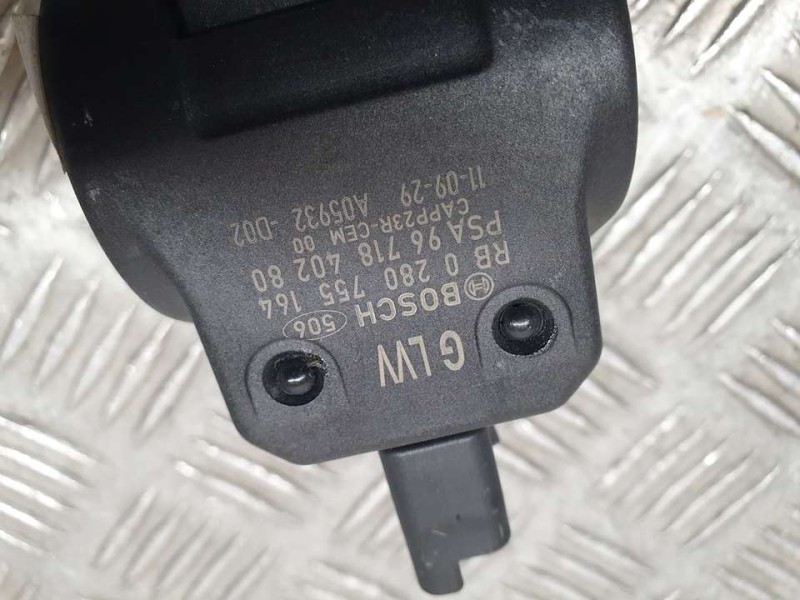 G LW
BOSCH 506
RB 0 280 755 164
PSA 96 718 402 80
CAPP23R-CEM 00
11-09-29 A05932 -D02